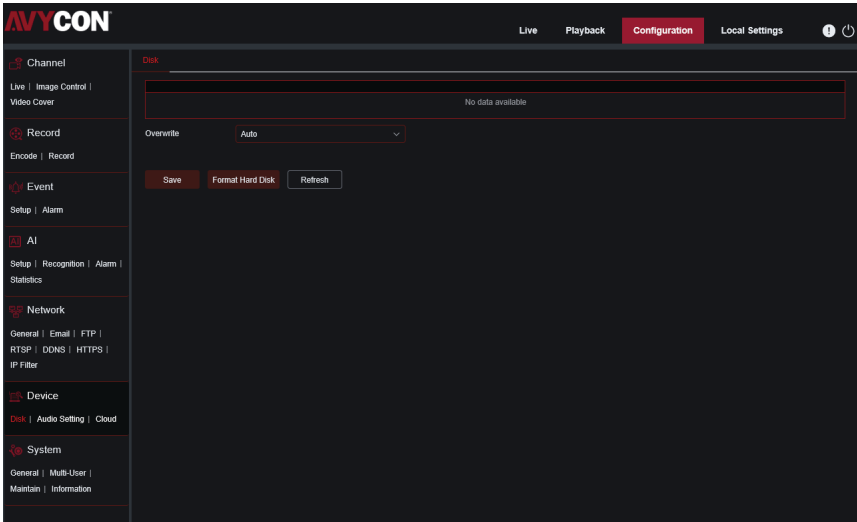 AVYCON
Live Playback Configuration Local Settings
Channel
Live | Image Control |
Video Cover
Record
Encode | Record
Event
Setup | Alarm
AI AI
Setup | Recognition | Alarm |
Statistics
Network
General | Email | FTP |
RTSP | DDNS | HTTPS |
IP Filter
Device
Disk | Audio Setting | Cloud
System
General | Multi-User |
Maintain | Information
Disk
No data available
Overwrite Auto
Save Format Hard Disk Refresh